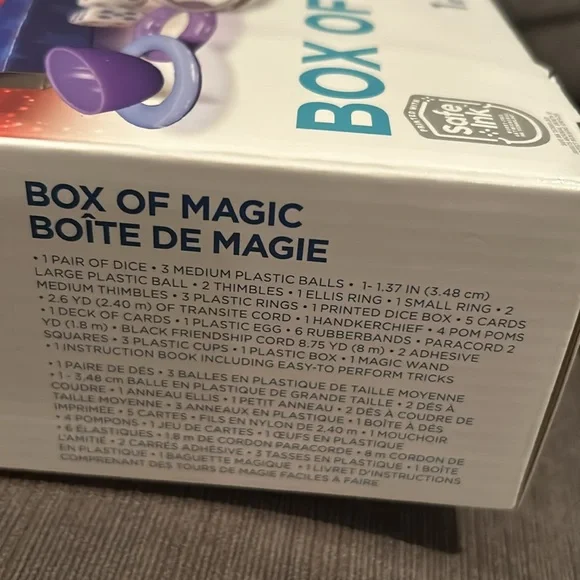 BOX OF
PRINTED WITH
Safe
Ink
BOX OF MAGIC
BOÎTE DE MAGIE
• 1 PAIR OF DICE • 3 MEDIUM PLASTIC BALLS • 1- 1.37 IN (3.48 cm)
LARGE PLASTIC BALL • 2 THIMBLES • 1 ELLIS RING • 1 SMALL RING • 2
MEDIUM THIMBLES • 3 PLASTIC RINGS • 1 PRINTED DICE BOX • 5 CARDS
• 2.6 YD (2.40 m) OF TRANSITE CORD • 1 HANDKERCHIEF • 4 POM POMS
• 1 DECK OF CARDS • 1 PLASTIC EGG • 6 RUBBERBANDS • PARACORD 2
YD (1.8 m) • BLACK FRIENDSHIP CORD 8.75 YD (8 m) • 2 ADHESIVE
SQUARES • 3 PLASTIC CUPS • 1 PLASTIC BOX • 1 MAGIC WAND
• 1 INSTRUCTION BOOK INCLUDING EASY-TO PERFORM TRICKS
• 1 PAIRE DE DÉS • 3 BALLES EN PLASTIQUE DE TAILLE MOYENNE
• 1 - 3,48 cm BALLE EN PLASTIQUE DE GRANDE TAILLE • 2 DÉS À
COUDRE • 1 ANNEAU ELLIS • 1 PETIT ANNEAU • 2 DÉS À COUDRE DE
TAILLE MOYENNE • 3 ANNEAUX EN PLASTIQUE • 1 BOÎTE À DÉS
IMPRIMÉE • 5 CARTES • FILS EN NYLON DE 2.40 m • 1 MOUCHOIR
• 4 POMPONS • 1 JEU DE CARTES • 1 ŒUFS EN PLASTIQUE
• 6 ÉLASTIQUES • 1.8 m DE CORDON PARACORDE • 8 m CORDON DE
L'AMITIÉ • 2 CARRÉS ADHÉSIVE • 3 TASSES EN PLASTIQUE • 1 BOÎTE
EN PLASTIQUE • 1 BAGUETTE MAGIQUE • 1 LIVRET D'INSTRUCTIONS
COMPRENANT DES TOURS DE MAGIE FACILES À FAIRE